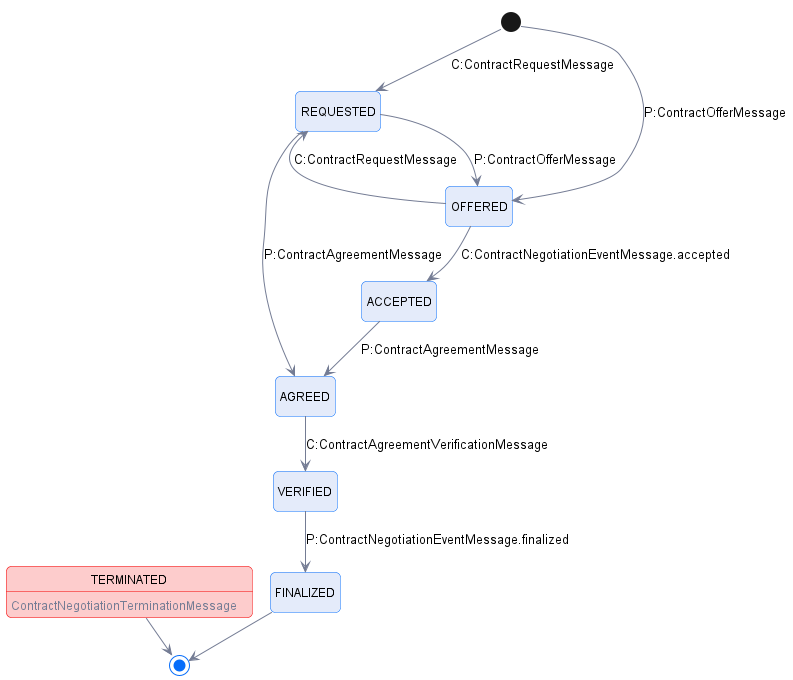 C:ContractRequestMessage
REQUESTED
P:ContractOfferMessage
C:ContractRequestMessage
P:ContractOfferMessage
OFFERED
P:ContractAgreementMessage
C:ContractNegotiationEventMessage.accepted
ACCEPTED
P:ContractAgreementMessage
AGREED
C:ContractAgreementVerificationMessage
VERIFIED
P:ContractNegotiationEventMessage.finalized
TERMINATED
ContractNegotiationTerminationMessage
FINALIZED